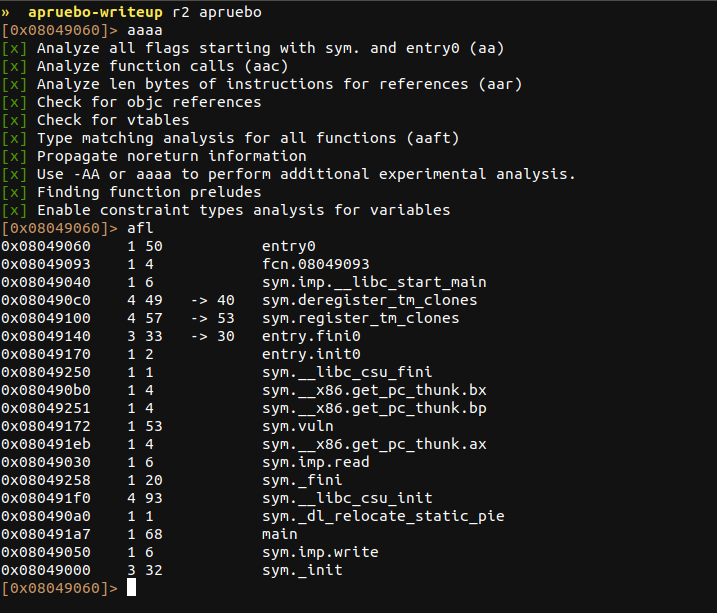 » apruebo-writeup r2 apruebo
[0x08049060]> aaaa
[x] Analyze all flags starting with sym. and entry0 (aa)
[x] Analyze function calls (aac)
[x] Analyze len bytes of instructions for references (aar)
[x] Check for objc references
[x] Check for vtables
[x] Type matching analysis for all functions (aaft)
[x] Propagate noreturn information
[x] Use -AA or aaaa to perform additional experimental analysis.
[x] Finding function preludes
[x] Enable constraint types analysis for variables
[0x08049060]> afl
0x08049060    1 50           entry0
0x08049093    1 4            fcn.08049093
0x08049040    1 6            sym.imp.__libc_start_main
0x080490c0    4 49   -> 40   sym.deregister_tm_clones
0x08049100    4 57   -> 53   sym.register_tm_clones
0x08049140    3 33   -> 30   entry.fini0
0x08049170    1 2            entry.init0
0x08049250    1 1            sym.__libc_csu_fini
0x080490b0    1 4            sym.__x86.get_pc_thunk.bx
0x08049251    1 4            sym.__x86.get_pc_thunk.bp
0x08049172    1 53           sym.vuln
0x080491eb    1 4            sym.__x86.get_pc_thunk.ax
0x08049030    1 6            sym.imp.read
0x08049258    1 20           sym._fini
0x080491f0    4 93           sym.__libc_csu_init
0x080490a0    1 1            sym._dl_relocate_static_pie
0x080491a7    1 68           main
0x08049050    1 6            sym.imp.write
0x08049000    3 32           sym._init
[0x08049060]>